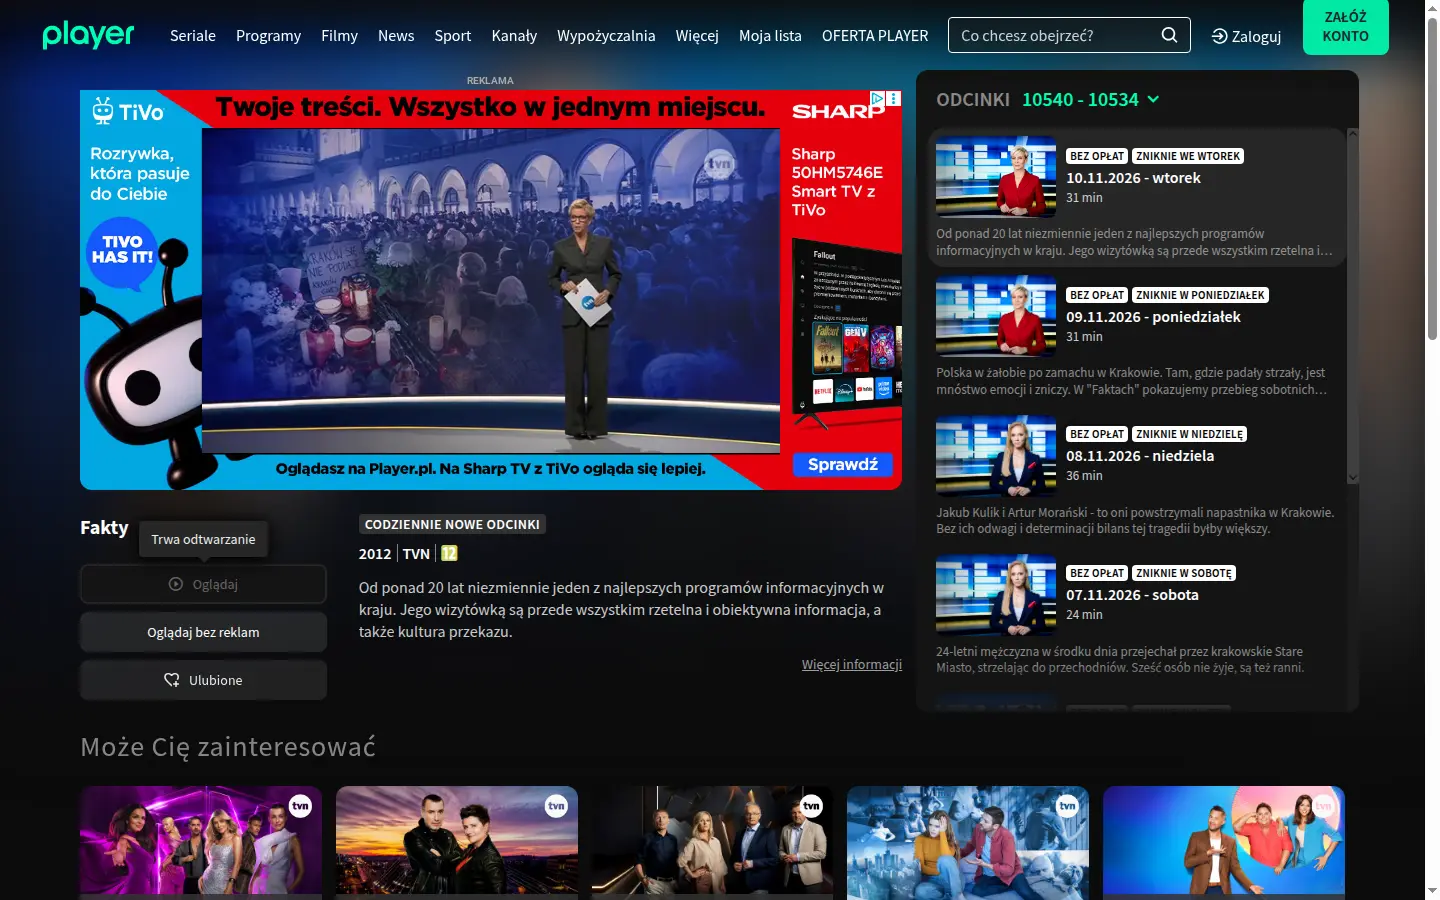 player
Seriale
Programy
Filmy
News
Sport
Kanały
Wypożyczalnia
Więcej
Moja lista
OFERTA PLAYER
Co chcesz obejrzeć?
Zaloguj
ZAŁÓŻ
KONTO
REKLAMA
TiVo
Twoje treści. Wszystko w jednym miejscu.
SHARP
Rozrywka,
która pasuje
do Ciebie
TIVO
HAS IT!
tvn
Sharp
50HM5746E
Smart TV z
TiVo
Fallout
Oglądasz na Player.pl. Na Sharp TV z TiVo ogląda się lepiej.
Sprawdź
ODCINKI 10540 - 10534
BEZ OPŁAT ZNIKNIE WE WTOREK
10.11.2026 - wtorek
31 min
Od ponad 20 lat niezmiennie jeden z najlepszych programów
informacyjnych w kraju. Jego wizytówką są przede wszystkim rzetelna i…
BEZ OPŁAT ZNIKNIE W PONIEDZIAŁEK
09.11.2026 - poniedziałek
31 min
Polska w żałobie po zamachu w Krakowie. Tam, gdzie padały strzały, jest
mnóstwo emocji i zniczy. W "Faktach" pokazujemy przebieg sobotnich…
BEZ OPŁAT ZNIKNIE W NIEDZIELĘ
08.11.2026 - niedziela
36 min
Jakub Kulik i Artur Morański - to oni powstrzymali napastnika w Krakowie.
Bez ich odwagi i determinacji bilans tej tragedii byłby większy.
BEZ OPŁAT ZNIKNIE W SOBOTĘ
07.11.2026 - sobota
24 min
24-letni mężczyzna w środku dnia przejechał przez krakowskie Stare
Miasto, strzelając do przechodniów. Sześć osób nie żyje, są też ranni.
Fakty
Trwa odtwarzanie
Oglądaj
Oglądaj bez reklam
Ulubione
CODZIENNIE NOWE ODCINKI
2012 | TVN | 12
Od ponad 20 lat niezmiennie jeden z najlepszych programów informacyjnych w
kraju. Jego wizytówką są przede wszystkim rzetelna i obiektywna informacja, a
także kultura przekazu.
Więcej informacji
Może Cię zainteresować
tvn
tvn
tvn
tvn
tvn